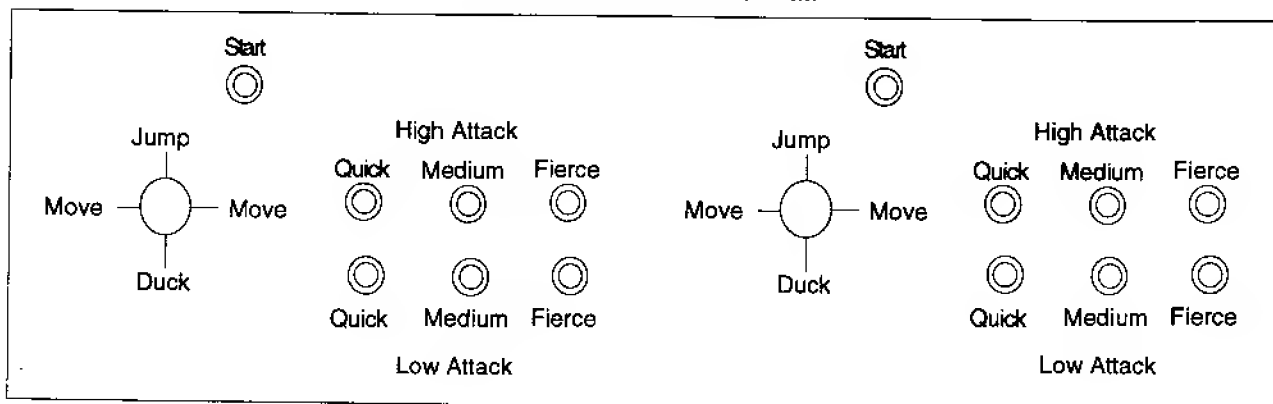 Start Start
Jump High Attack Jump High Attack
Quick Medium Fierce Quick Medium Fierce
Move Move Move Move
Duck Duck
Quick Medium Fierce Quick Medium Fierce
Low Attack Low Attack